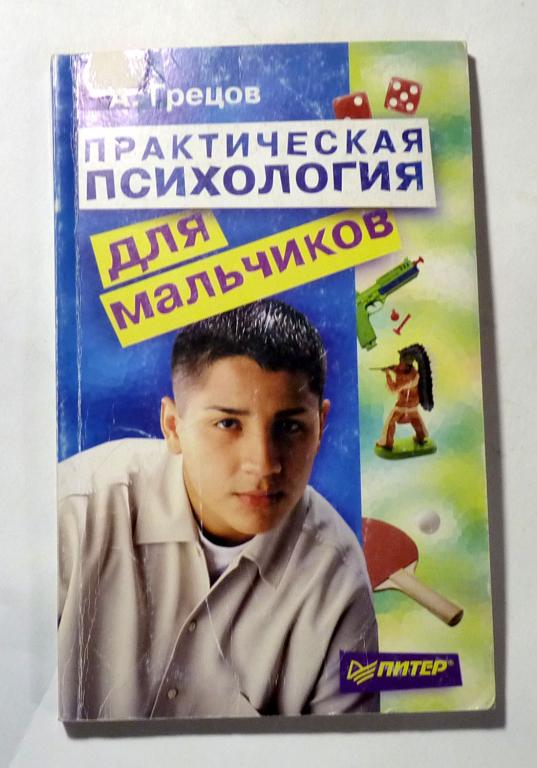 А. Грецов
ПРАКТИЧЕСКАЯ
ПСИХОЛОГИЯ
для
мальчиков
ПИТЕР®